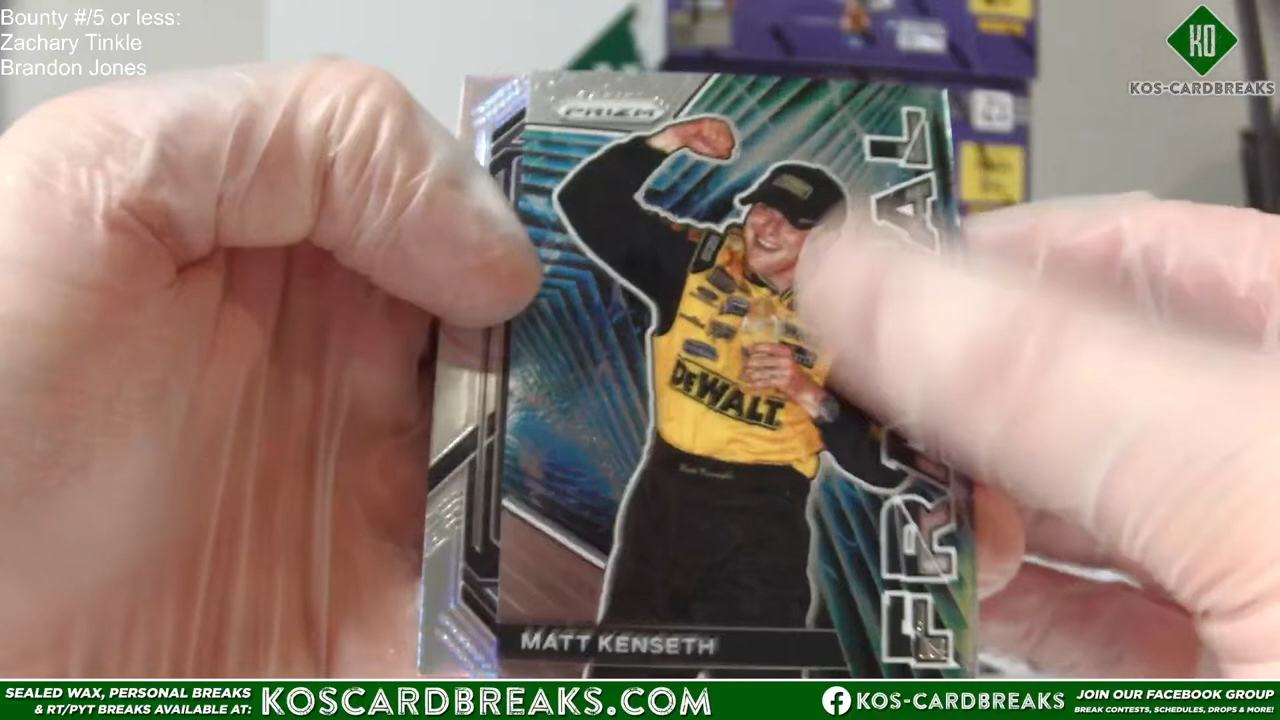 Bounty #/5 or less:
Zachary Tinkle
Brandon Jones
KO
KOS-CARDBREAKS
PRIZM
DEWALT
MATT KENSETH
SEALED WAX, PERSONAL BREAKS
& RT/PYT BREAKS AVAILABLE AT:
KOSCARDBREAKS.COM
KOS-CARDBREAKS
JOIN OUR FACEBOOK GROUP
BREAK CONTESTS, SCHEDULES, DROPS & MORE!